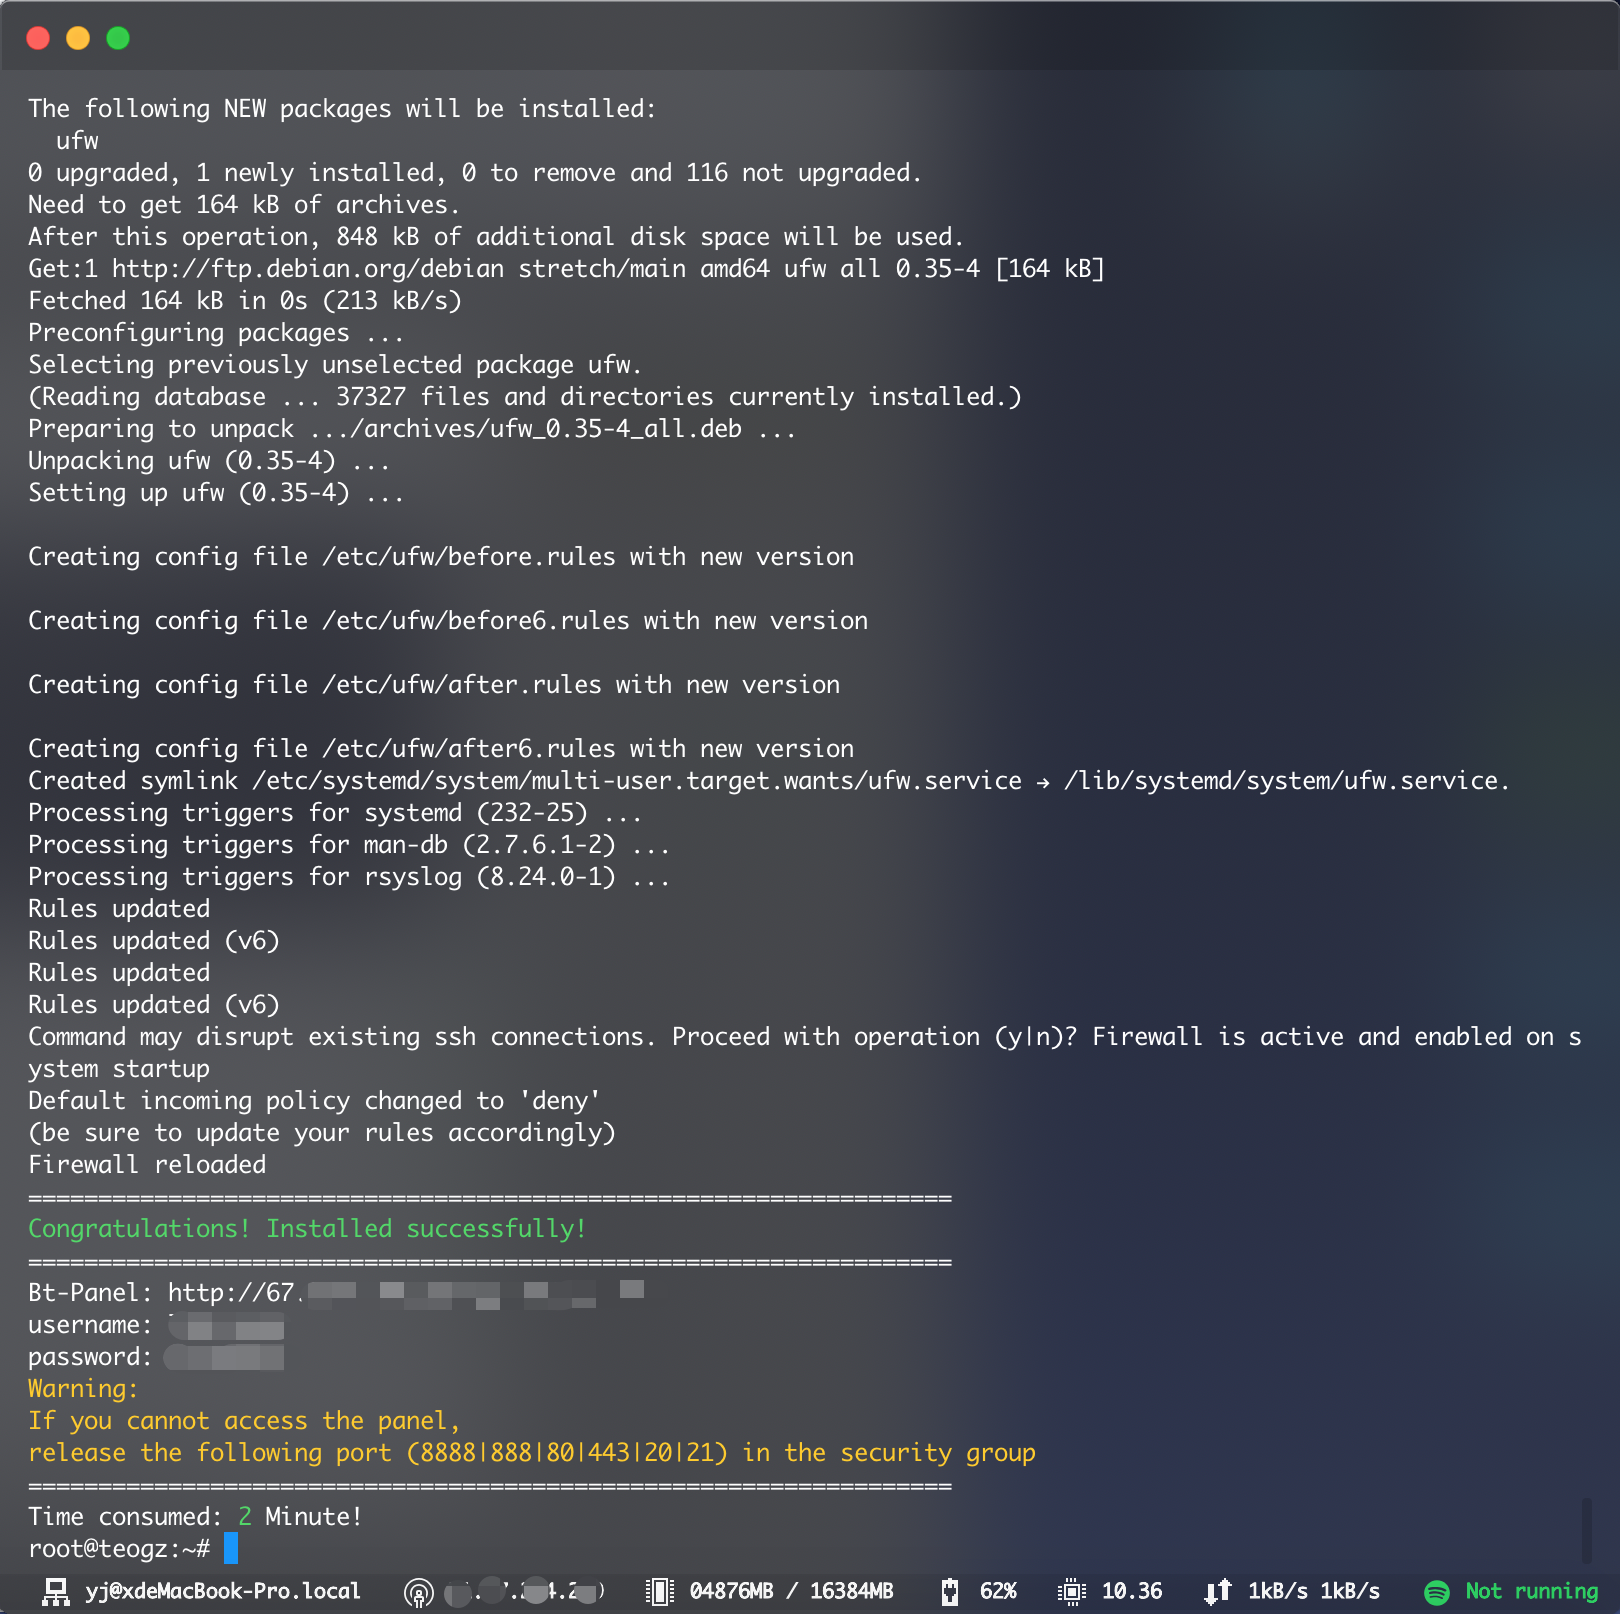 The following NEW packages will be installed:
  ufw
0 upgraded, 1 newly installed, 0 to remove and 116 not upgraded.
Need to get 164 kB of archives.
After this operation, 848 kB of additional disk space will be used.
Get:1 http://ftp.debian.org/debian stretch/main amd64 ufw all 0.35-4 [164 kB]
Fetched 164 kB in 0s (213 kB/s)
Preconfiguring packages ...
Selecting previously unselected package ufw.
(Reading database ... 37327 files and directories currently installed.)
Preparing to unpack .../archives/ufw_0.35-4_all.deb ...
Unpacking ufw (0.35-4) ...
Setting up ufw (0.35-4) ...

Creating config file /etc/ufw/before.rules with new version

Creating config file /etc/ufw/before6.rules with new version

Creating config file /etc/ufw/after.rules with new version

Creating config file /etc/ufw/after6.rules with new version
Created symlink /etc/systemd/system/multi-user.target.wants/ufw.service → /lib/systemd/system/ufw.service.
Processing triggers for systemd (232-25) ...
Processing triggers for man-db (2.7.6.1-2) ...
Processing triggers for rsyslog (8.24.0-1) ...
Rules updated
Rules updated (v6)
Rules updated
Rules updated (v6)
Command may disrupt existing ssh connections. Proceed with operation (y|n)? Firewall is active and enabled on s
ystem startup
Default incoming policy changed to 'deny'
(be sure to update your rules accordingly)
Firewall reloaded
==================================================================
Congratulations! Installed successfully!
==================================================================
Bt-Panel: http://67.
username:
password:
Warning:
If you cannot access the panel,
release the following port (8888|888|80|443|20|21) in the security group
==================================================================
Time consumed: 2 Minute!
root@teogz:~#
yj@xdeMacBook-Pro.local 04876MB / 16384MB 62% 10.36 1kB/s 1kB/s Not running